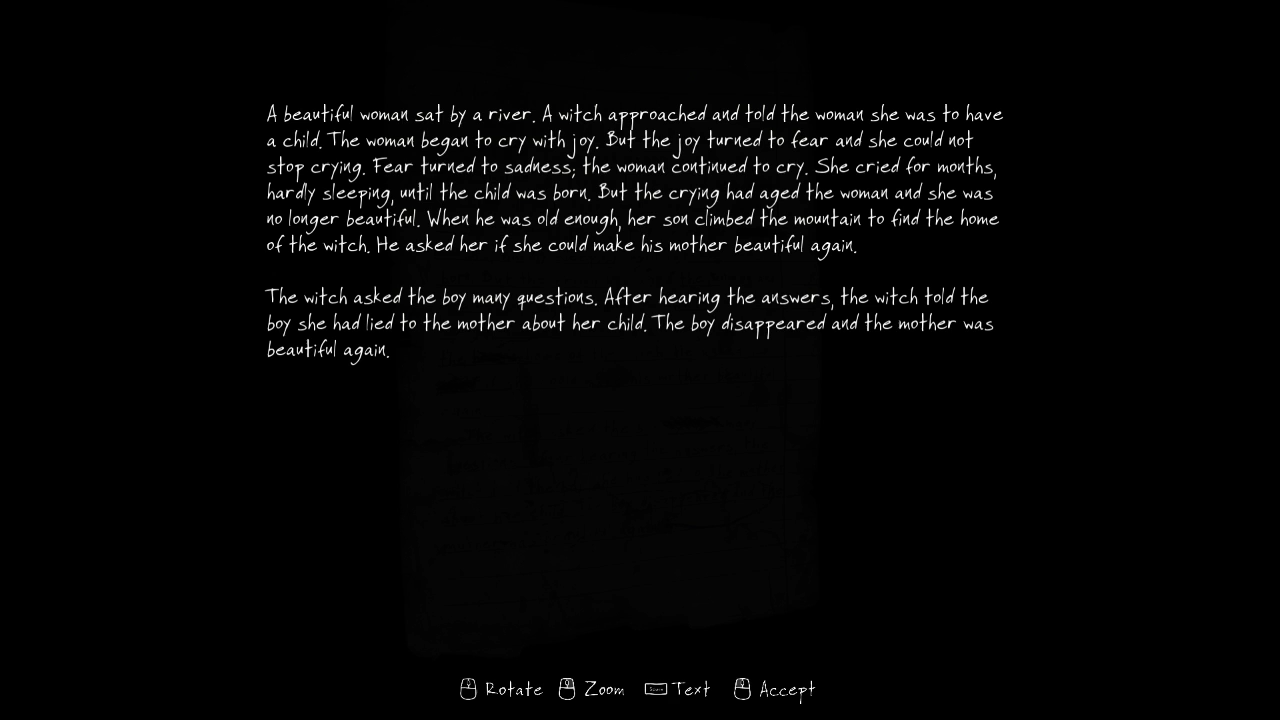 A beautiful woman sat by a river. A witch approached and told the woman she was to have
a child. The woman began to cry with joy. But the joy turned to fear and she could not
stop crying. Fear turned to sadness; the woman continued to cry. She cried for months,
hardly sleeping, until the child was born. But the crying had aged the woman and she was
no longer beautiful. When he was old enough, her son climbed the mountain to find the home
of the witch. He asked her if she could make his mother beautiful again.
The witch asked the boy many questions. After hearing the answers, the witch told the
boy she had lied to the mother about her child. The boy disappeared and the mother was
beautiful again.
Rotate Zoom Text Accept